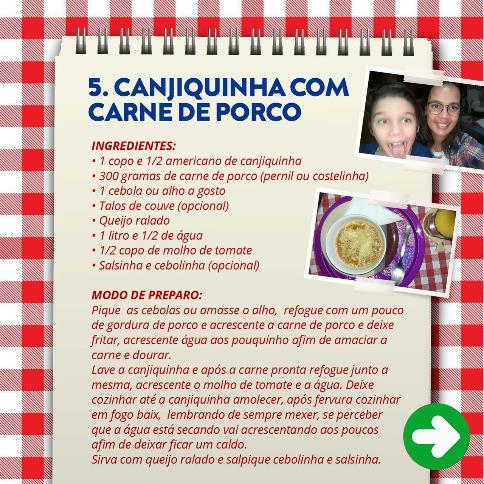 5. CANJIQUINHA COM
CARNE DE PORCO
INGREDIENTES:
• 1 copo e 1/2 americano de canjiquinha
• 300 gramas de carne de porco (pernil ou costelinha)
• 1 cebola ou alho a gosto
• Talos de couve (opcional)
• Queijo ralado
• 1 litro e 1/2 de água
• 1/2 copo de molho de tomate
• Salsinha e cebolinha (opcional)
MODO DE PREPARO:
Pique as cebolas ou amasse o alho, refogue com um pouco
de gordura de porco e acrescente a carne de porco e deixe
fritar, acrescente água aos pouquinho afim de amaciar a
carne e dourar.
Lave a canjiquinha e após a carne pronta refogue junto a
mesma, acrescente o molho de tomate e a água. Deixe
cozinhar até a canjiquinha amolecer, após fervura cozinhar
em fogo baixo, lembrando de sempre mexer, se perceber
que a água está secando vai acrescentando aos poucos
afim de deixar ficar um caldo.
Sirva com queijo ralado e salpique cebolinha e salsinha.